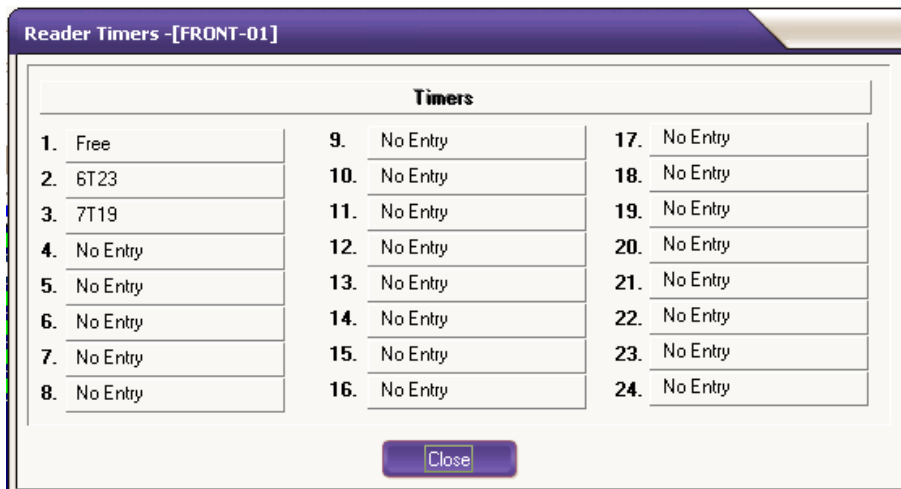 Reader Timers -[FRONT-01]
Timers
1. Free
2. 6T23
3. 7T19
4. No Entry
5. No Entry
6. No Entry
7. No Entry
8. No Entry
9. No Entry
10. No Entry
11. No Entry
12. No Entry
13. No Entry
14. No Entry
15. No Entry
16. No Entry
17. No Entry
18. No Entry
19. No Entry
20. No Entry
21. No Entry
22. No Entry
23. No Entry
24. No Entry
Close